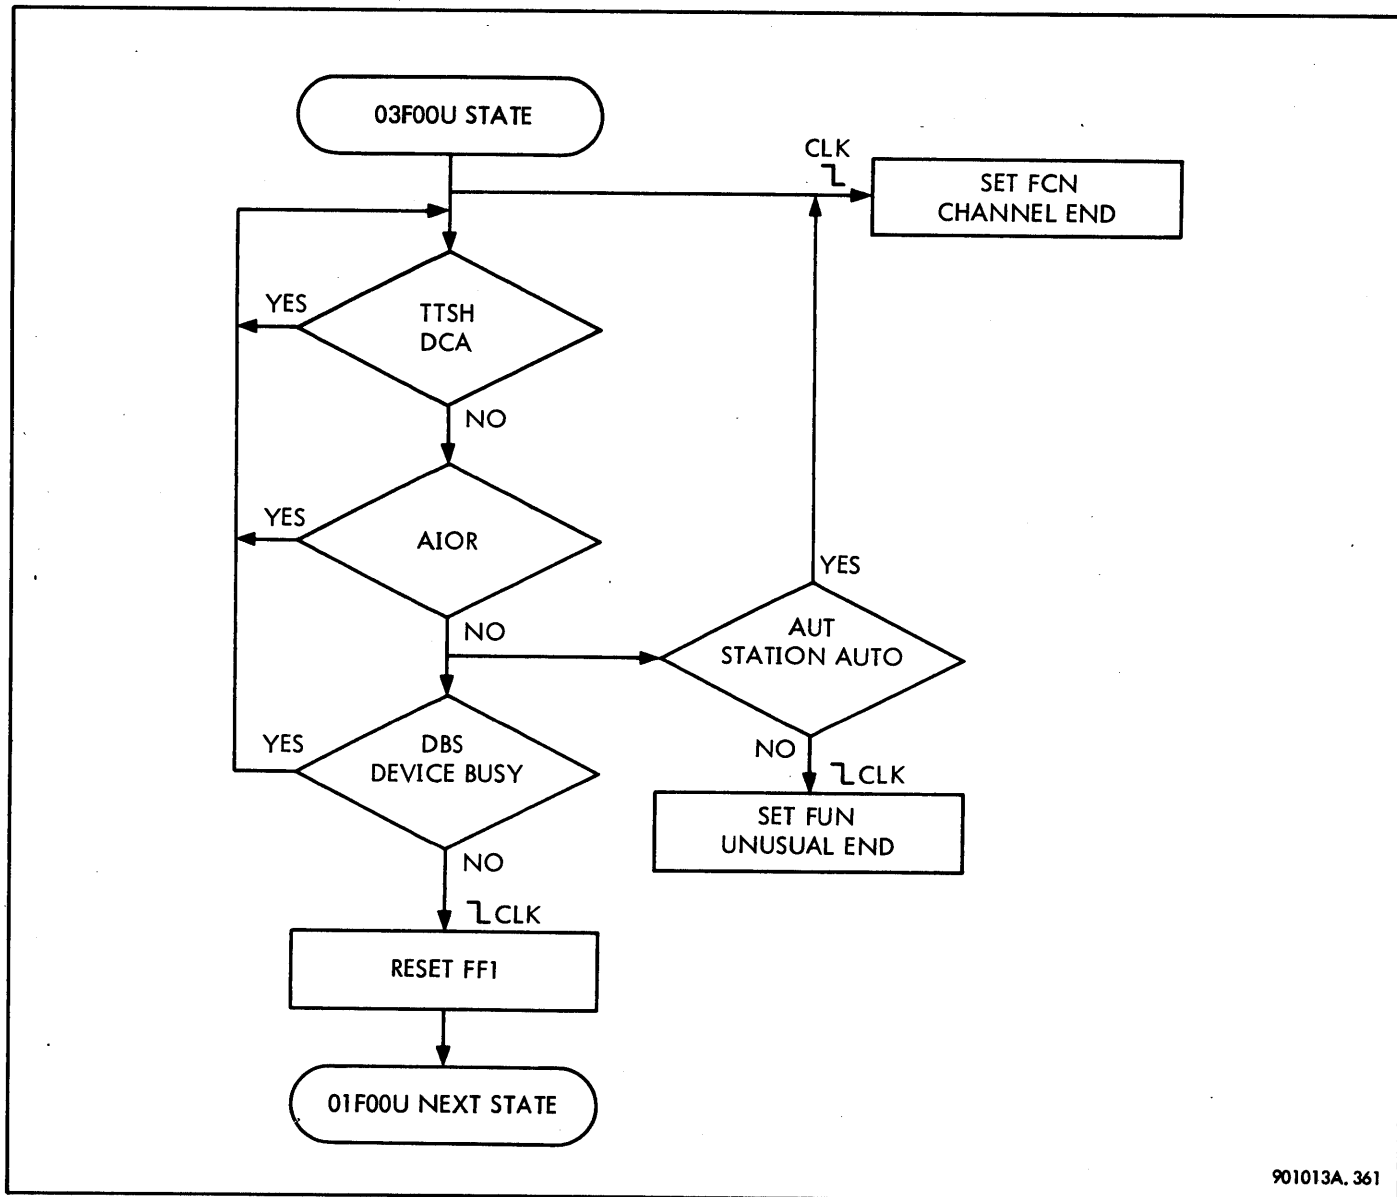 03F00U STATE
CLK
SET FCN
CHANNEL END
YES
TTSH
DCA
NO
YES
AIOR
NO
YES
AUT
STATION AUTO
YES
DBS
DEVICE BUSY
NO
CLK
SET FUN
UNUSUAL END
NO
CLK
RESET FF1
01F00U NEXT STATE
901013A.361